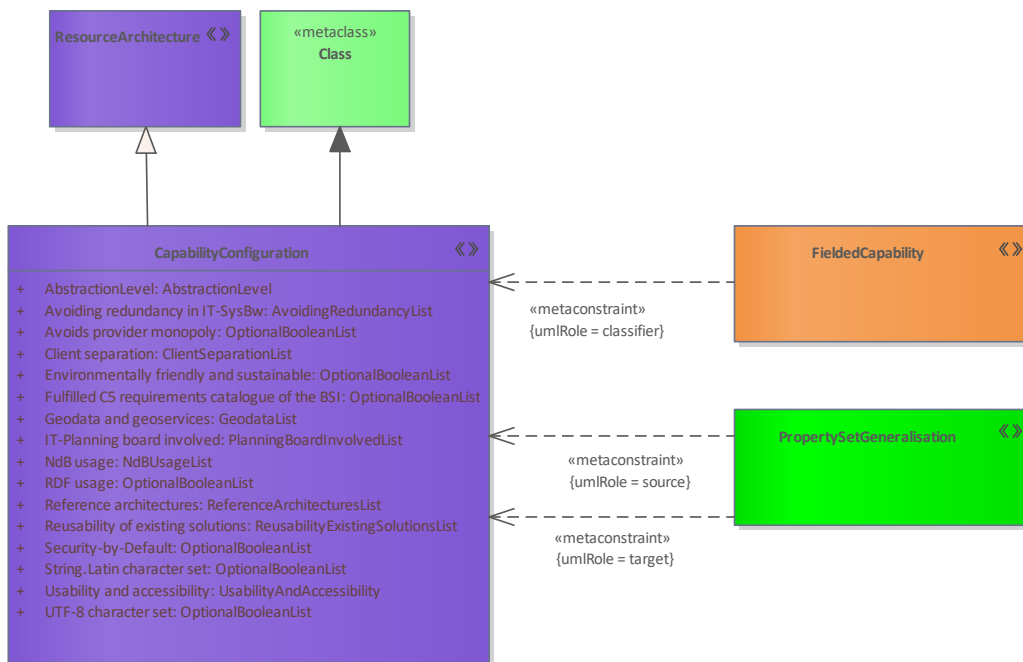 ResourceArchitecture «»
«metaclass»
Class
CapabilityConfiguration «»
+ AbstractionLevel: AbstractionLevel
+ Avoiding redundancy in IT-SysBw: AvoidingRedundancyList
+ Avoids provider monopoly: OptionalBooleanList
+ Client separation: ClientSeparationList
+ Environmentally friendly and sustainable: OptionalBooleanList
+ Fulfilled C5 requirements catalogue of the BSI: OptionalBooleanList
+ Geodata and geoservices: GeodataList
+ IT-Planning board involved: PlanningBoardInvolvedList
+ NdB usage: NdBUsageList
+ RDF usage: OptionalBooleanList
+ Reference architectures: ReferenceArchitecturesList
+ Reusability of existing solutions: ReusabilityExistingSolutionsList
+ Security-by-Default: OptionalBooleanList
+ String.Latin character set: OptionalBooleanList
+ Usability and accessibility: UsabilityAndAccessibility
+ UTF-8 character set: OptionalBooleanList
FieldedCapability «»
«metaconstraint»
{umlRole = classifier}
PropertySetGeneralisation «»
«metaconstraint»
{umlRole = source}
«metaconstraint»
{umlRole = target}